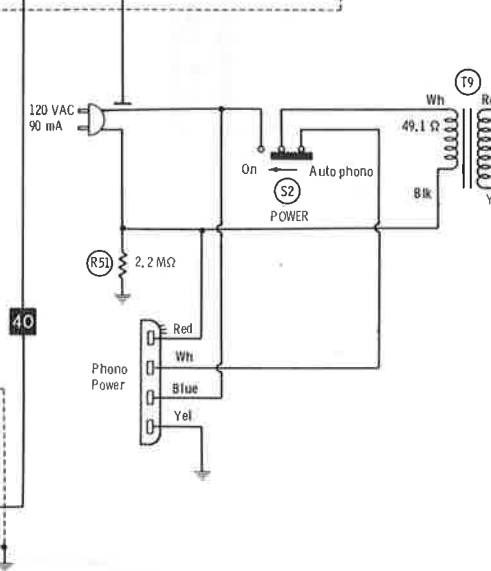 T9
120 VAC
90 mA
Wh
R
49.1 Ω
On
Auto phono
S2
POWER
Blk
Y
R51
2.2 MΩ
40
Red
Phono
Power
Wh
Blue
Yel